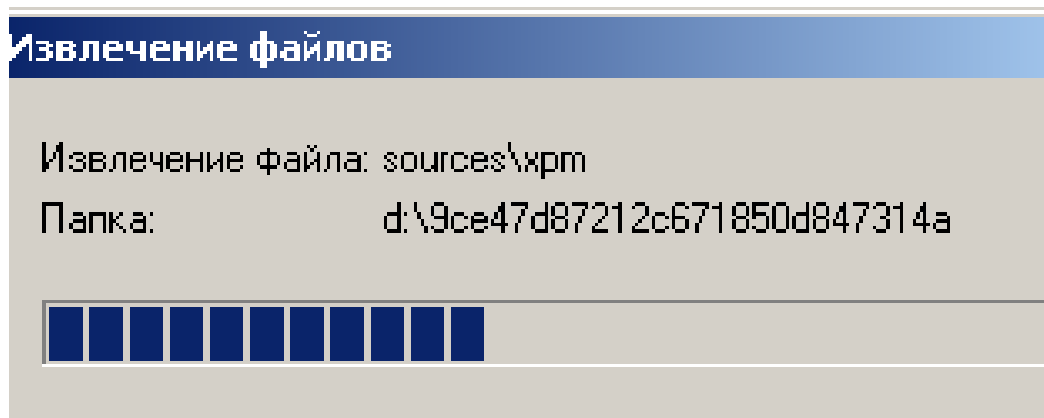 Извлечение файлов
Извлечение файла: sources\xpm
Папка: d:\9ce47d87212c671850d847314a